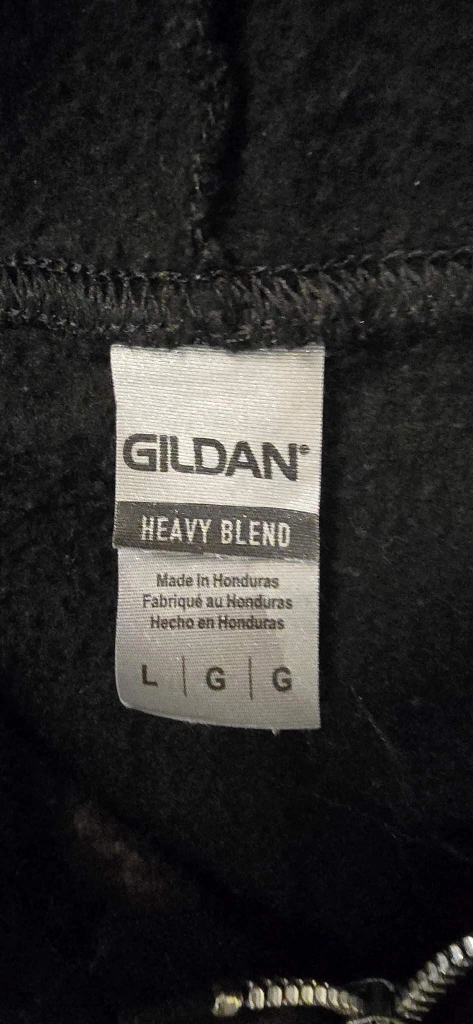 GILDAN®
HEAVY BLEND
Made in Honduras
Fabriqué au Honduras
Hecho en Honduras
L | G | G